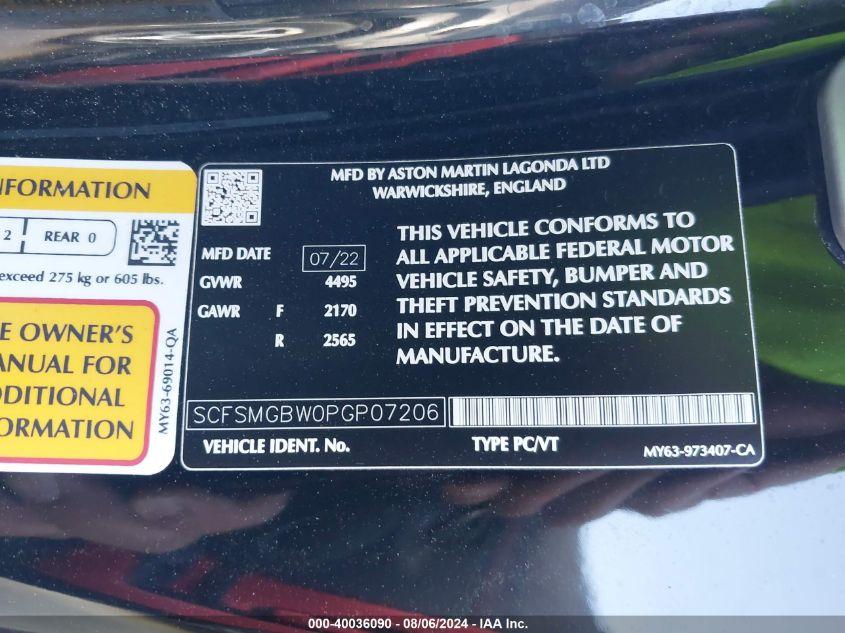 NFORMATION
2 REAR 0
exceed 275 kg or 605 lbs.
E OWNER'S
ANUAL FOR
DDITIONAL
FORMATION
MY63-69014-QA
MFD BY ASTON MARTIN LAGONDA LTD
WARWICKSHIRE, ENGLAND
MFD DATE 07/22
GVWR 4495
GAWR F 2170
R 2565
THIS VEHICLE CONFORMS TO
ALL APPLICABLE FEDERAL MOTOR
VEHICLE SAFETY, BUMPER AND
THEFT PREVENTION STANDARDS
IN EFFECT ON THE DATE OF
MANUFACTURE.
SCFSMGBW0PGP07206
VEHICLE IDENT. No. TYPE PC/VT MY63-973407-CA
000-40036090 - 08/06/2024 - IAA Inc.